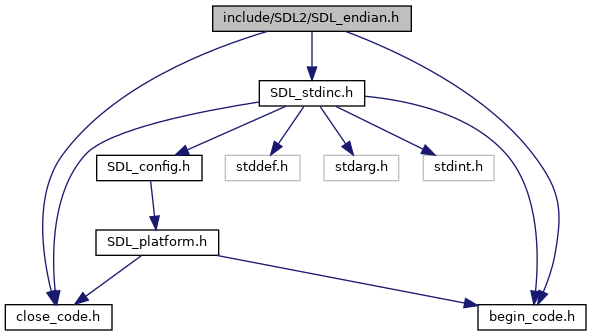 include/SDL2/SDL_endian.h
SDL_stdinc.h
SDL_config.h
stddef.h
stdarg.h
stdint.h
SDL_platform.h
close_code.h
begin_code.h